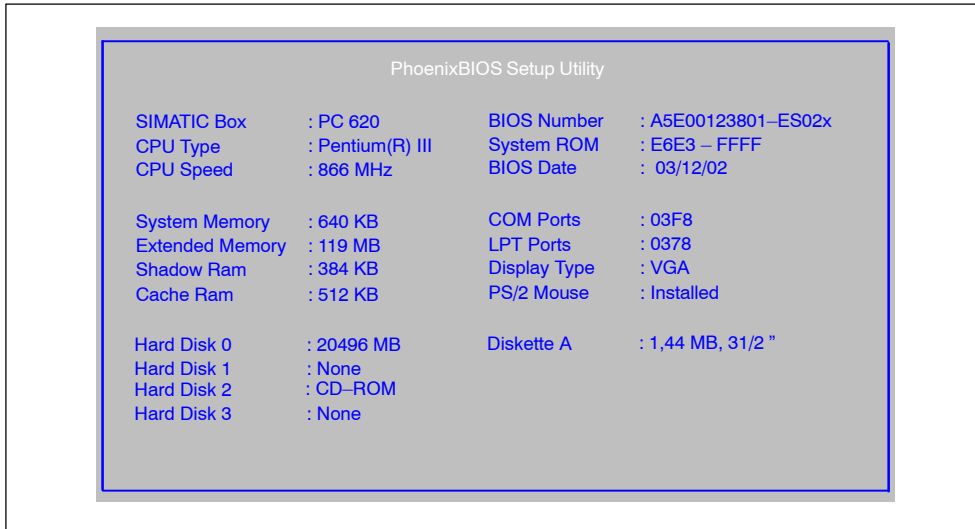 PhoenixBIOS Setup Utility
SIMATIC Box : PC 620 BIOS Number : A5E00123801–ES02x
CPU Type : Pentium(R) III System ROM : E6E3 – FFFF
CPU Speed : 866 MHz BIOS Date : 03/12/02
System Memory : 640 KB COM Ports : 03F8
Extended Memory : 119 MB LPT Ports : 0378
Shadow Ram : 384 KB Display Type : VGA
Cache Ram : 512 KB PS/2 Mouse : Installed
Hard Disk 0 : 20496 MB Diskette A : 1,44 MB, 31/2 ”
Hard Disk 1 : None
Hard Disk 2 : CD–ROM
Hard Disk 3 : None